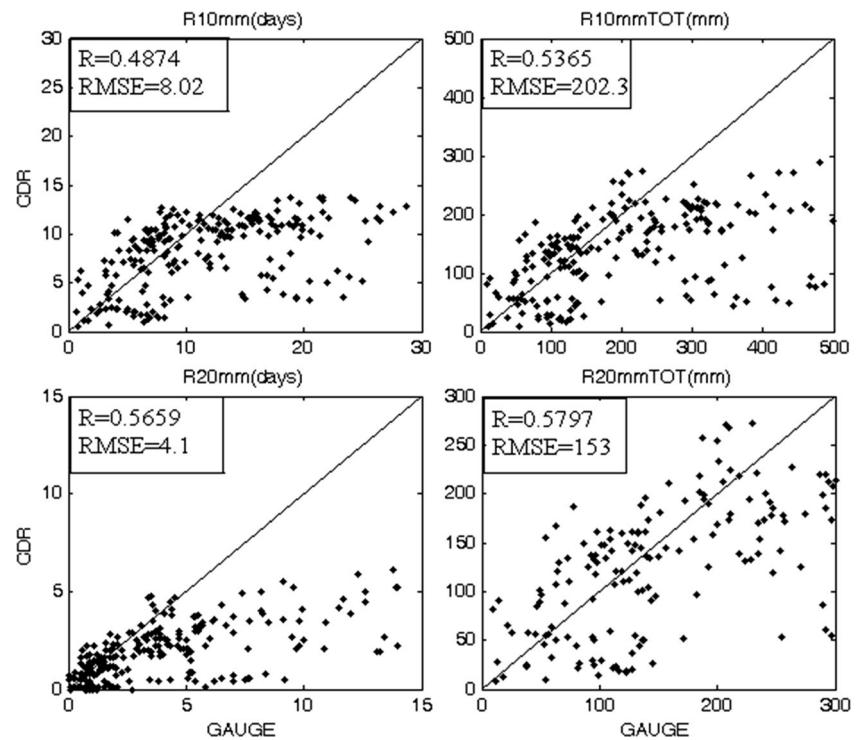 R10mm(days)
R=0.4874
RMSE=8.02
30
25
20
15
10
5
0
0 10 20 30
CDR
R10mmTOT(mm)
R=0.5365
RMSE=202.3
500
400
300
200
100
0
0 100 200 300 400 500
R20mm(days)
R=0.5659
RMSE=4.1
15
10
5
0
0 5 10 15
CDR
GAUGE
R20mmTOT(mm)
R=0.5797
RMSE=153
300
250
200
150
100
50
0
0 100 200 300
GAUGE